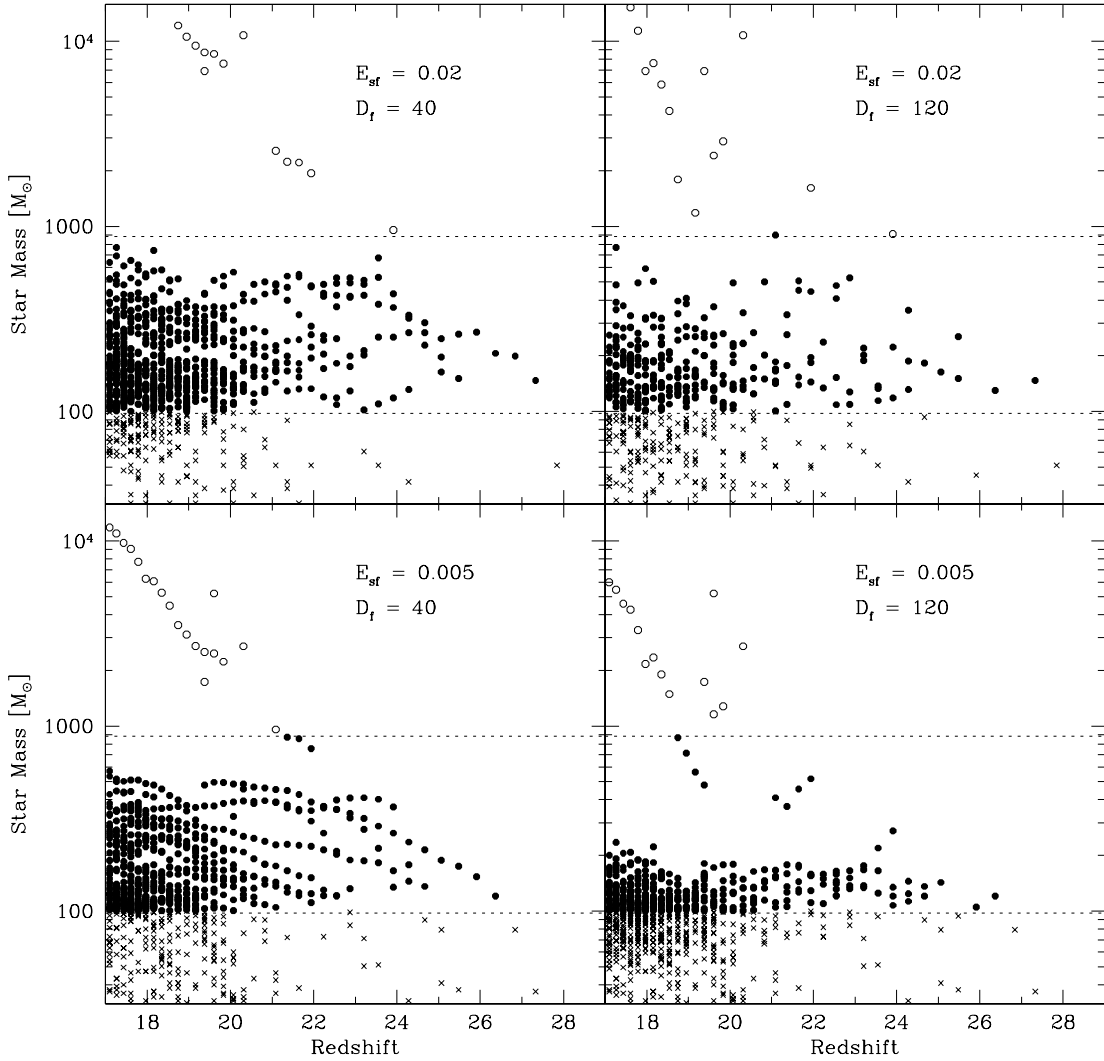 10⁴
1000
100
Star Mass [M⊙]
E_sf = 0.02
D_f = 40
E_sf = 0.02
D_f = 120
10⁴
1000
100
Star Mass [M⊙]
E_sf = 0.005
D_f = 40
E_sf = 0.005
D_f = 120
18 20 22 24 26 28
18 20 22 24 26 28
Redshift
Redshift